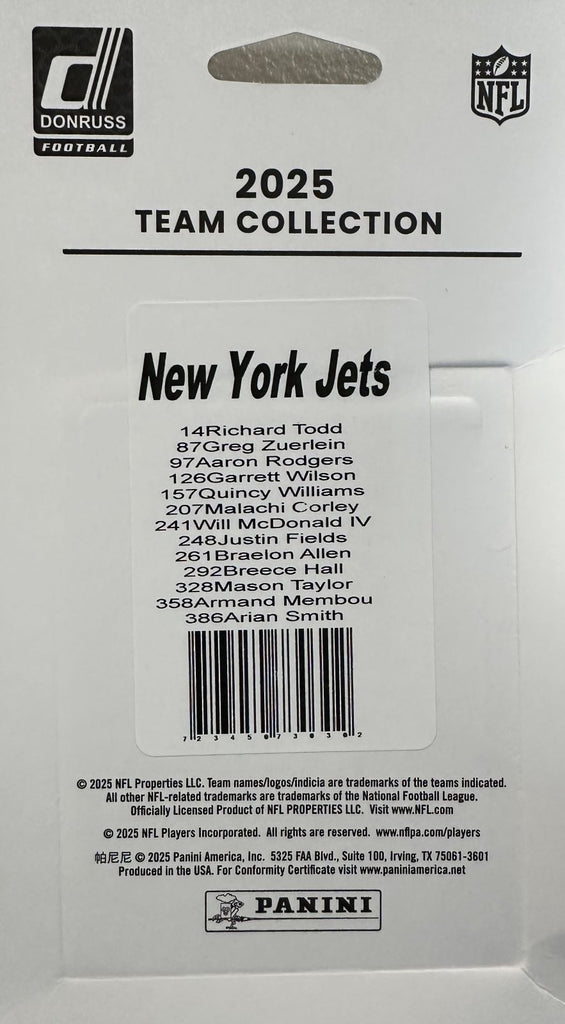 DONRUSS
FOOTBALL
NFL
2025
TEAM COLLECTION
New York Jets
14Richard Todd
87Greg Zuerlein
97Aaron Rodgers
126Garrett Wilson
157Quincy Williams
207Malachi Corley
241Will McDonald IV
248Justin Fields
261Braelon Allen
292Breece Hall
328Mason Taylor
358Armand Membou
386Arian Smith
© 2025 NFL Properties LLC. Team names/logos/indicia are trademarks of the teams indicated.
All other NFL-related trademarks are trademarks of the National Football League.
Officially Licensed Product of NFL PROPERTIES LLC. Visit www.NFL.com
© 2025 NFL Players Incorporated. All rights are reserved. www.nflpa.com/players
帕尼尼 © 2025 Panini America, Inc. 5325 FAA Blvd., Suite 100, Irving, TX 75061-3601
Produced in the USA. For Conformity Certificate visit www.paniniamerica.net
PANINI